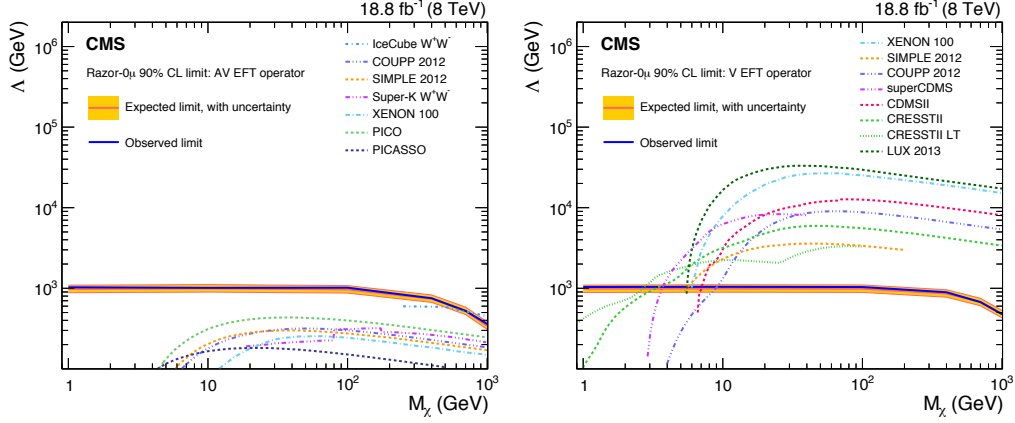 18.8 fb⁻¹ (8 TeV)
Λ (GeV)
10⁶
10⁵
10⁴
10³
CMS
Razor-0μ 90% CL limit: AV EFT operator
Expected limit, with uncertainty
Observed limit
IceCube W⁺W⁻
COUPP 2012
SIMPLE 2012
Super-K W⁺W⁻
XENON 100
PICO
PICASSO
1 10 10² 10³
M_χ (GeV)
18.8 fb⁻¹ (8 TeV)
Λ (GeV)
10⁶
10⁵
10⁴
10³
CMS
Razor-0μ 90% CL limit: V EFT operator
Expected limit, with uncertainty
Observed limit
XENON 100
SIMPLE 2012
COUPP 2012
superCDMS
CDMSII
CRESSTII
CRESSTII LT
LUX 2013
1 10 10² 10³
M_χ (GeV)